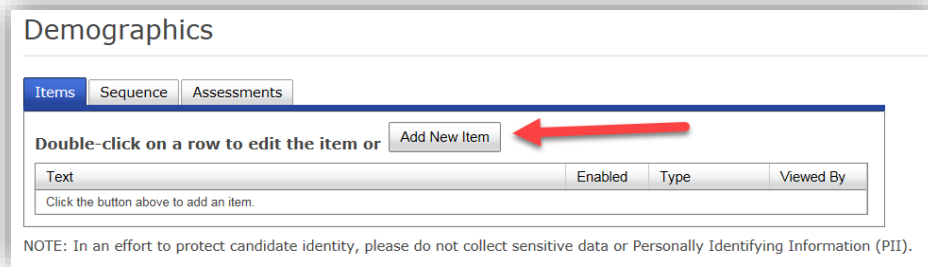 Demographics
Items Sequence Assessments
Double-click on a row to edit the item or Add New Item
Text Enabled Type Viewed By
Click the button above to add an item.
NOTE: In an effort to protect candidate identity, please do not collect sensitive data or Personally Identifying Information (PII).